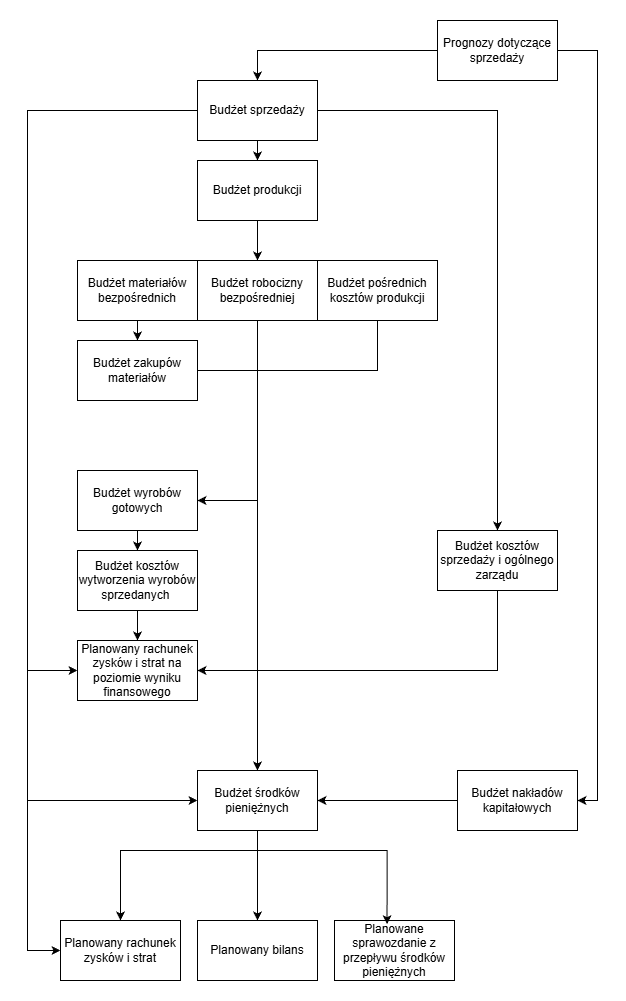 Prognozy dotyczące
sprzedaży
Budżet sprzedaży
Budżet produkcji
Budżet materiałów
bezpośrednich
Budżet robocizny
bezpośredniej
Budżet pośrednich
kosztów produkcji
Budżet zakupów
materiałów
Budżet wyrobów
gotowych
Budżet kosztów
sprzedaży i ogólnego
zarządu
Budżet kosztów
wytworzenia wyrobów
sprzedanych
Planowany rachunek
zysków i strat na
poziomie wyniku
finansowego
Budżet środków
pieniężnych
Budżet nakładów
kapitałowych
Planowany rachunek
zysków i strat
Planowany bilans
Planowane
sprawozdanie z
przepływu środków
pieniężnych